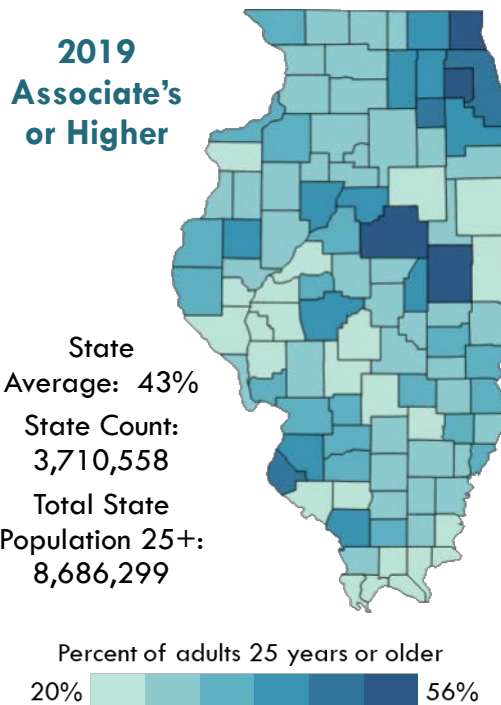 2019
Associate's
or Higher
State
Average: 43%
State Count:
3,710,558
Total State
Population 25+:
8,686,299
Percent of adults 25 years or older
20% 56%